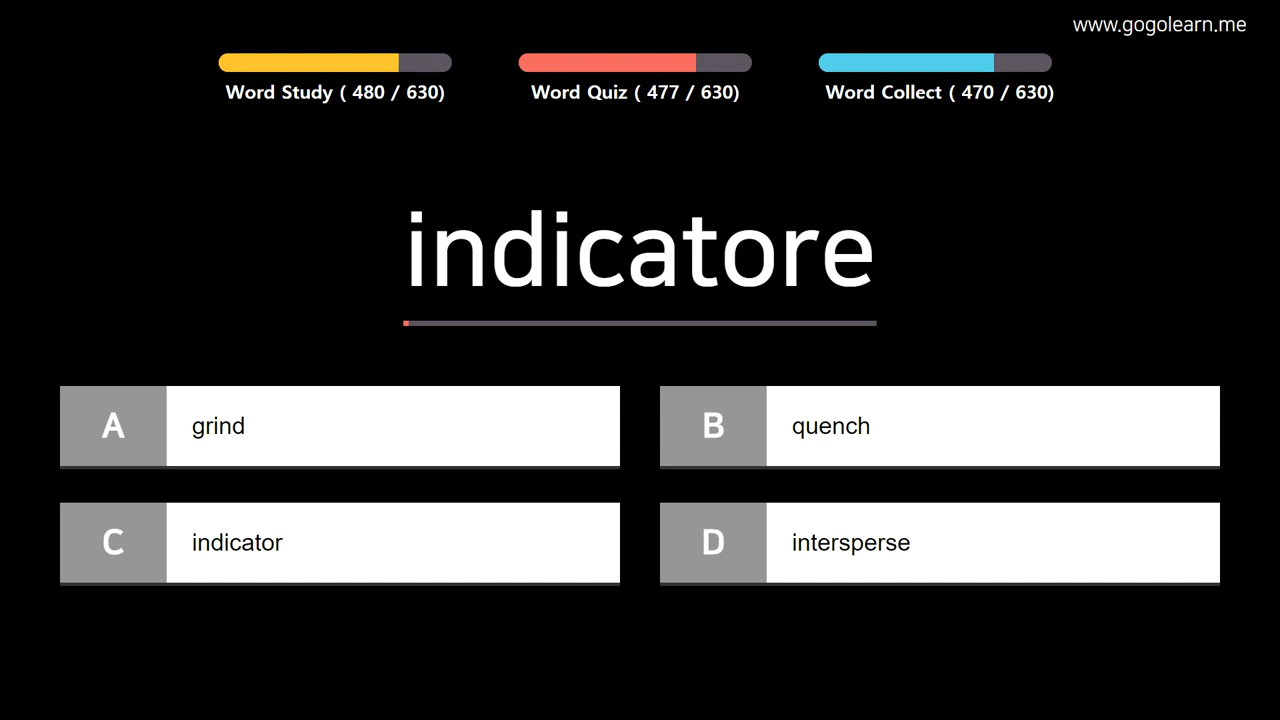 www.gogolearn.me
Word Study ( 480 / 630)
Word Quiz ( 477 / 630)
Word Collect ( 470 / 630)
indicatore
A grind
B quench
C indicator
D intersperse